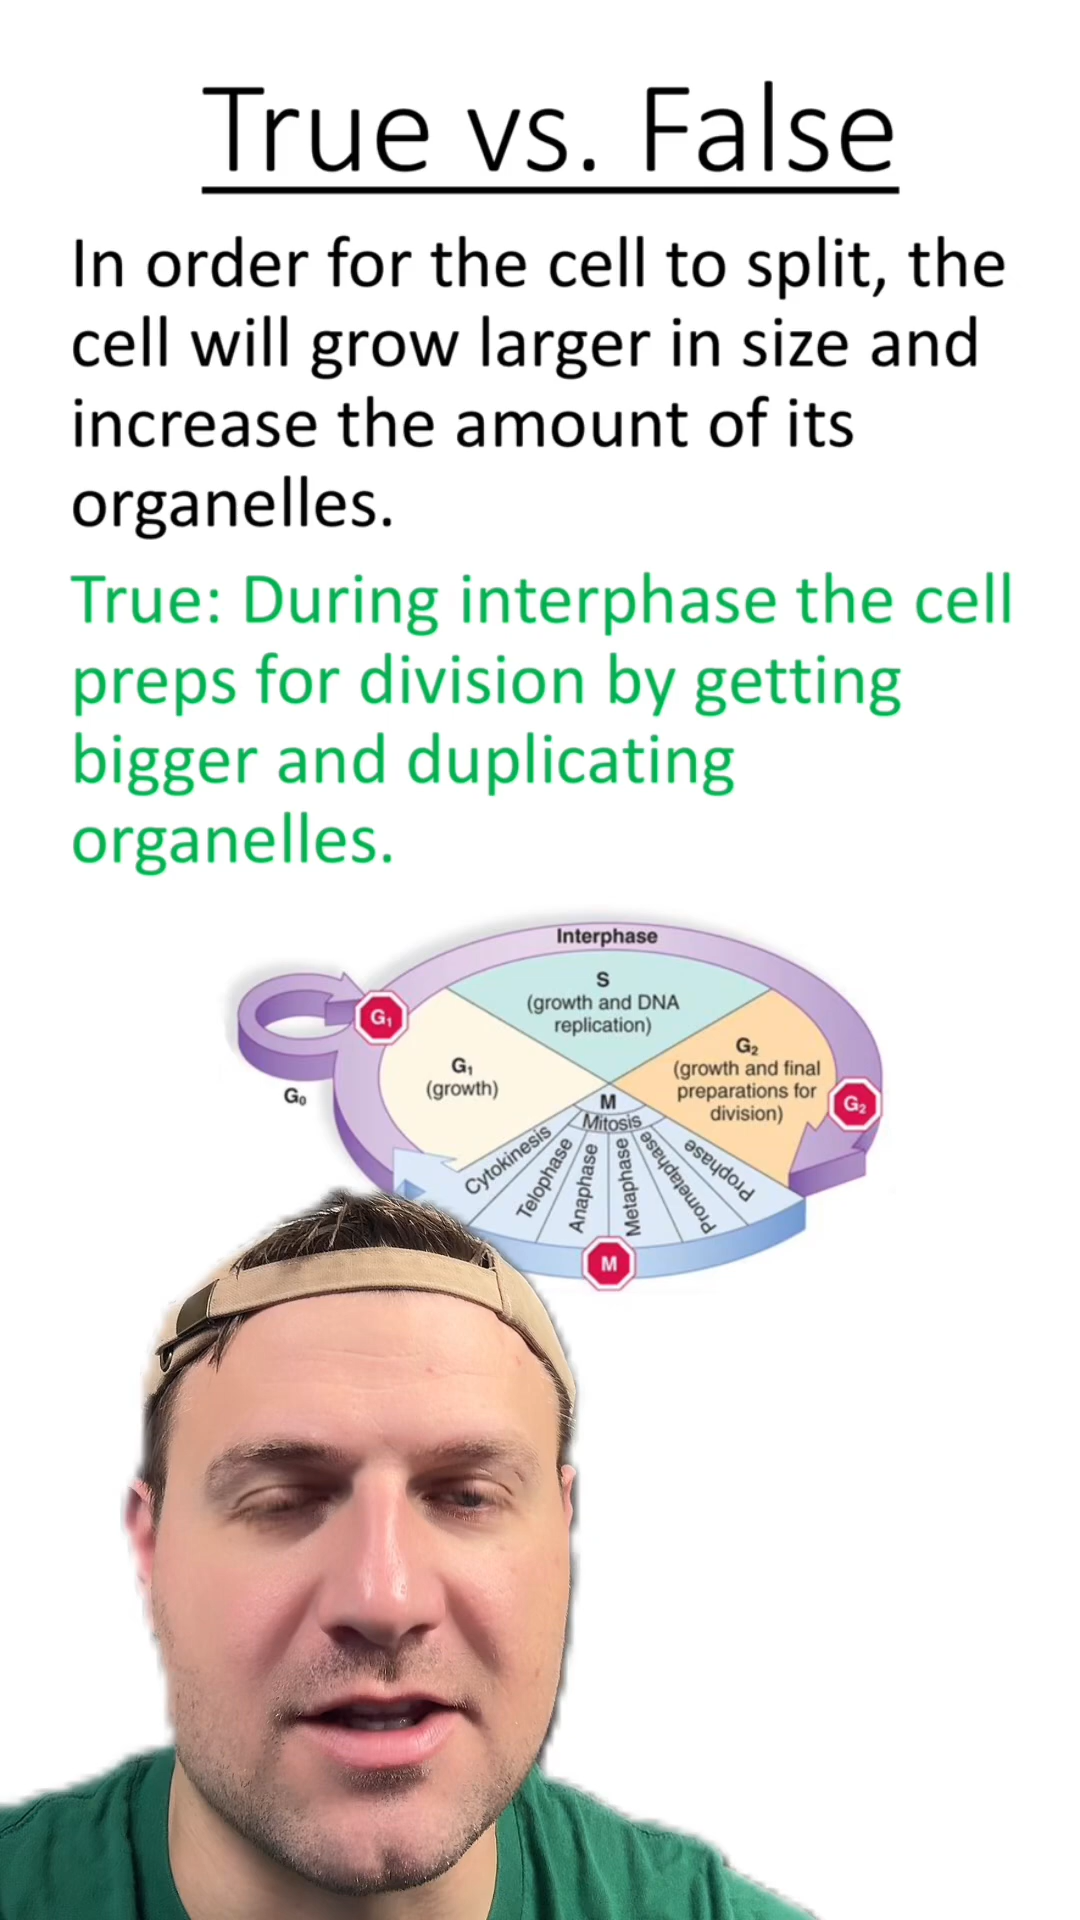 True vs. False
In order for the cell to split, the
cell will grow larger in size and
increase the amount of its
organelles.
True: During interphase the cell
preps for division by getting
bigger and duplicating
organelles.
Interphase
S
(growth and DNA
replication)
G₁
G₁
(growth)
G₂
(growth and final
preparations for
division)
G₂
G₀
M
Mitosis
Cytokinesis
Telophase
Anaphase
Metaphase
Prometaphase
Prophase
M